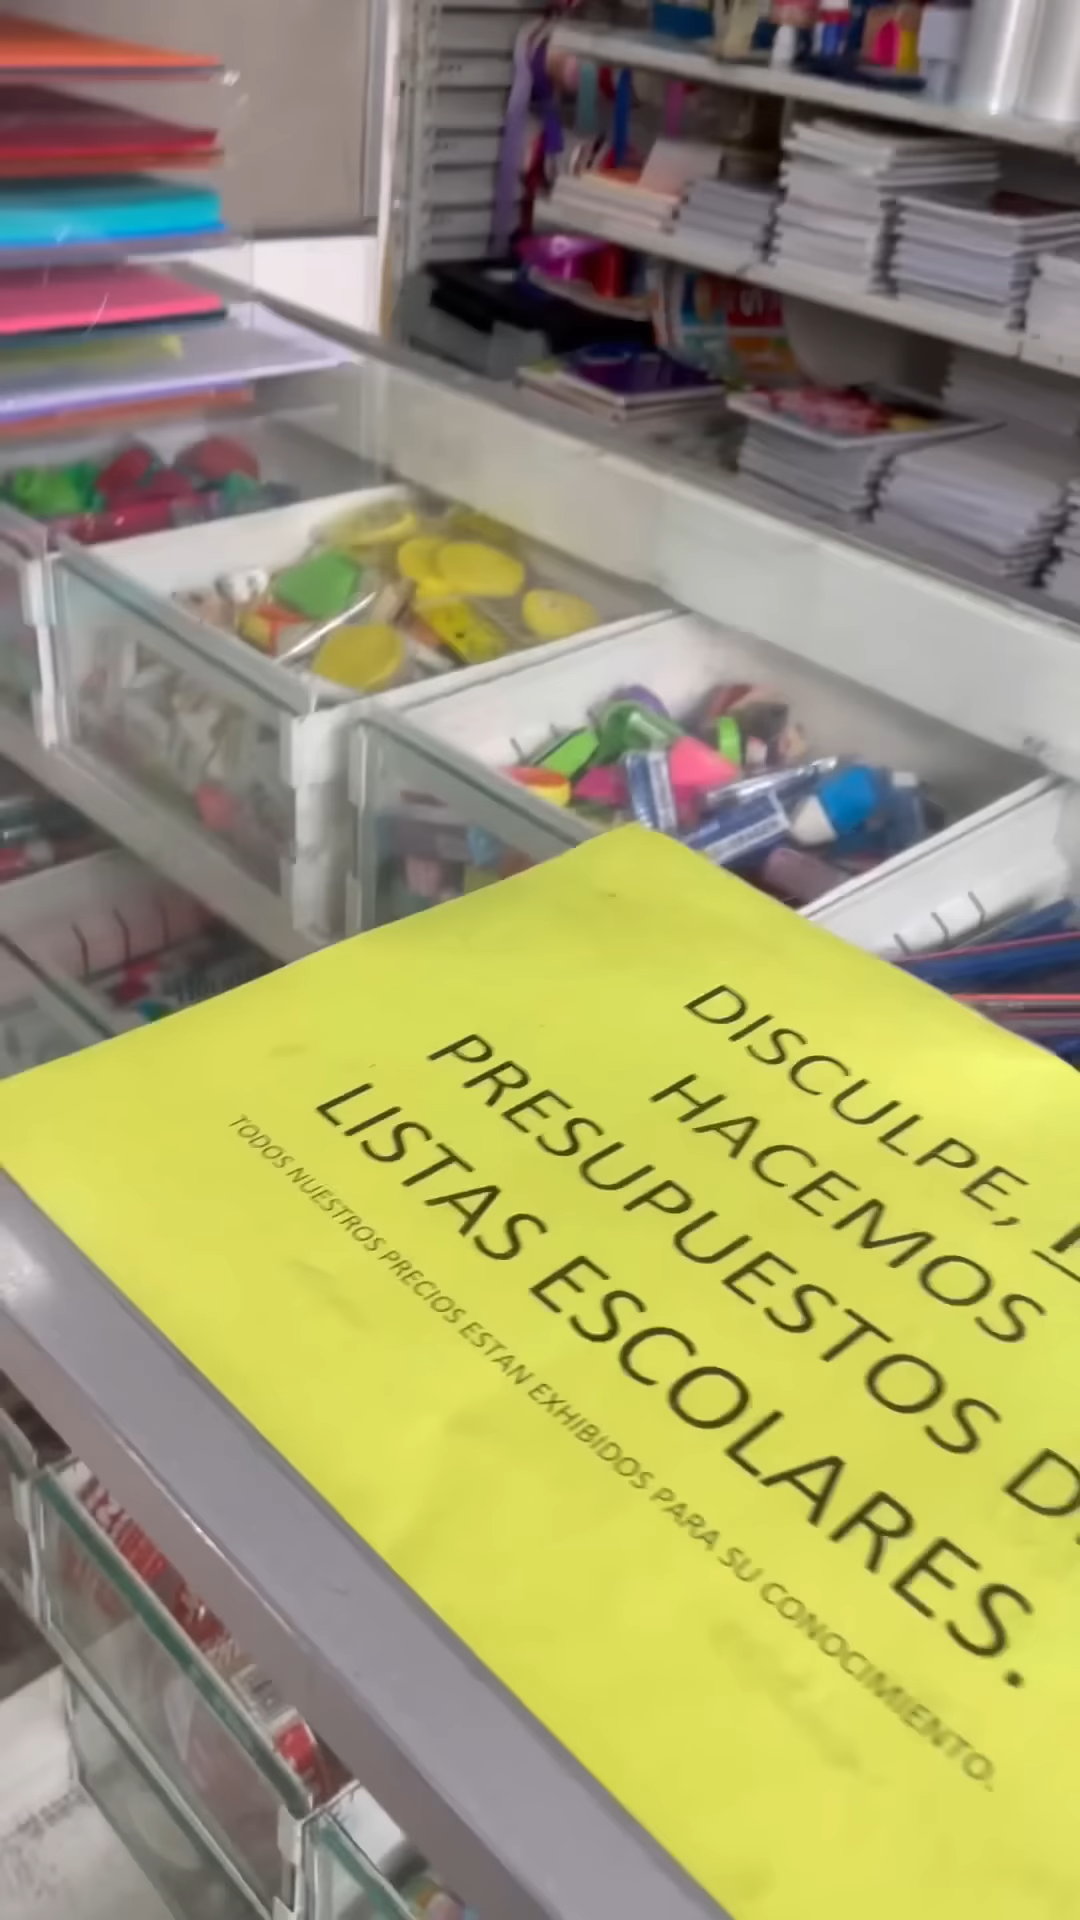 DISCULPE,
HACEMOS
PRESUPUESTOS
LISTAS ESCOLARES.
TODOS NUESTROS PRECIOS ESTAN EXHIBIDOS PARA SU CONOCIMIENTO.